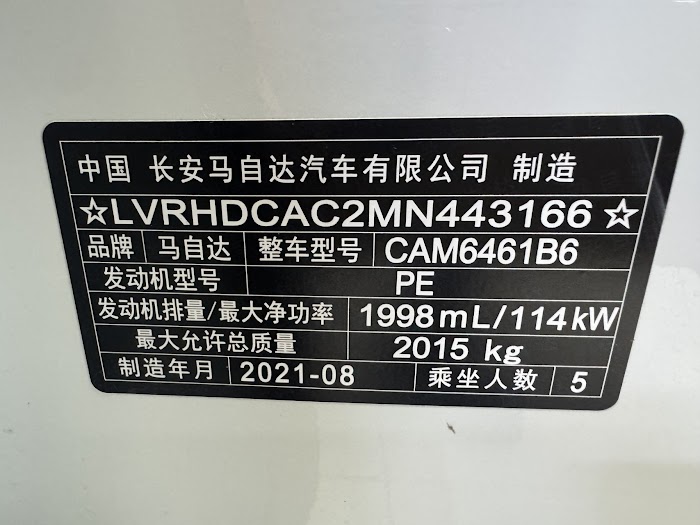 中国 长安马自达汽车有限公司 制造
☆LVRHDCAC2MN443166☆
品牌 马自达 整车型号 CAM6461B6
发动机型号 PE
发动机排量/最大净功率 1998mL/114kW
最大允许总质量 2015 kg
制造年月 2021-08 乘坐人数 5